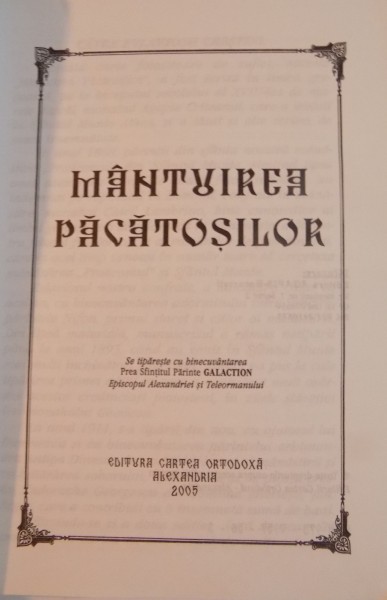 MÂNTUIREA
PĂCĂTOȘILOR
Se tipărește cu binecuvântarea
Prea Sfințitul Părinte GALACTION
Episcopul Alexandriei și Teleormanului
EDITURA CARTEA ORTODOXĂ
ALEXANDRIA
2005